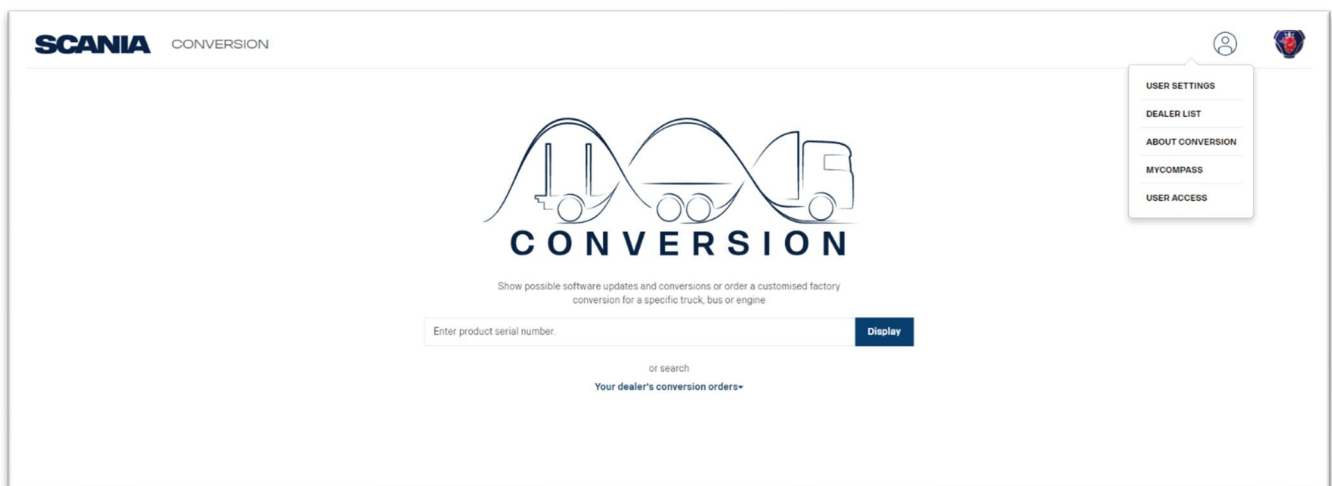 SCANIA CONVERSION
USER SETTINGS
DEALER LIST
ABOUT CONVERSION
MYCOMPASS
USER ACCESS
CONVERSION
Show possible software updates and conversions or order a customised factory
conversion for a specific truck, bus or engine
Enter product serial number.
Display
or search
Your dealer's conversion orders